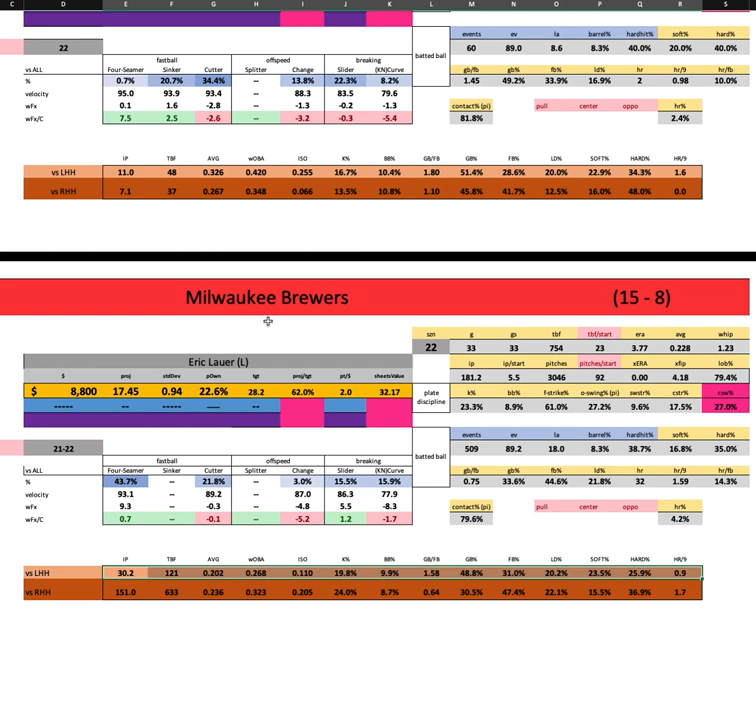 C D E F G H I J K L M N O P Q R S
events ev la barrel% hardhit% soft% hard%
22 60 89.0 8.6 8.3% 40.0% 20.0% 40.0%
fastball offspeed breaking batted ball
vs ALL Four-Seamer Sinker Cutter Splitter Change Slider (KN)Curve gb/fb gb% fb% ld% hr hr/9 hr/fb
% 0.7% 20.7% 34.4% -- 13.8% 22.3% 8.2% 1.45 49.2% 33.9% 16.9% 2 0.98 10.0%
velocity 95.0 93.9 93.4 88.3 83.5 79.6
wFx 0.1 1.6 -2.8 -- -1.3 -0.2 -1.3 contact% (pi) pull center oppo hr%
wFx/C 7.5 2.5 -2.6 -- -3.2 -0.3 -5.4 81.8% 2.4%
IP TBF AVG wOBA ISO K% BB% GB/FB GB% FB% LD% SOFT% HARD% HR/9
vs LHH 11.0 48 0.326 0.420 0.255 16.7% 10.4% 1.80 51.4% 28.6% 20.0% 22.9% 34.3% 1.6
vs RHH 7.1 37 0.267 0.348 0.066 13.5% 10.8% 1.10 45.8% 41.7% 12.5% 16.0% 48.0% 0.0
Milwaukee Brewers (15 - 8)
szn g gs tbf tbf/start era avg whip
22 33 33 754 23 3.77 0.228 1.23
Eric Lauer (L) ip ip/start pitches pitches/start xERA xfip lob%
$ proj stdDev pOwn tgt proj/tgt pt/$ sheetsValue 181.2 5.5 3046 92 0.00 4.18 79.4%
$ 8,800 17.45 0.94 22.6% 28.2 62.0% 2.0 32.17 plate discipline k% bb% f-strike% o-swing% (pi) swstr% cstr% csw%
----- -- -- ---- -- 23.3% 8.9% 61.0% 27.2% 9.6% 17.5% 27.0%
events ev la barrel% hardhit% soft% hard%
21-22 509 89.2 18.0 8.3% 38.7% 16.8% 35.0%
fastball offspeed breaking batted ball
vs ALL Four-Seamer Sinker Cutter Splitter Change Slider (KN)Curve gb/fb gb% fb% ld% hr hr/9 hr/fb
% 43.7% -- 21.8% -- 3.0% 15.5% 15.9% 0.75 33.6% 44.6% 21.8% 32 1.59 14.3%
velocity 93.1 89.2 87.0 86.3 77.9
wFx 9.3 -- -0.3 -- -4.8 5.5 -8.3 contact% (pi) pull center oppo hr%
wFx/C 0.7 -- -0.1 -- -5.2 1.2 -1.7 79.6% 4.2%
IP TBF AVG wOBA ISO K% BB% GB/FB GB% FB% LD% SOFT% HARD% HR/9
vs LHH 30.2 121 0.202 0.268 0.110 19.8% 9.9% 1.58 48.8% 31.0% 20.2% 23.5% 25.9% 0.9
vs RHH 151.0 633 0.236 0.323 0.205 24.0% 8.7% 0.64 30.5% 47.4% 22.1% 15.5% 36.9% 1.7